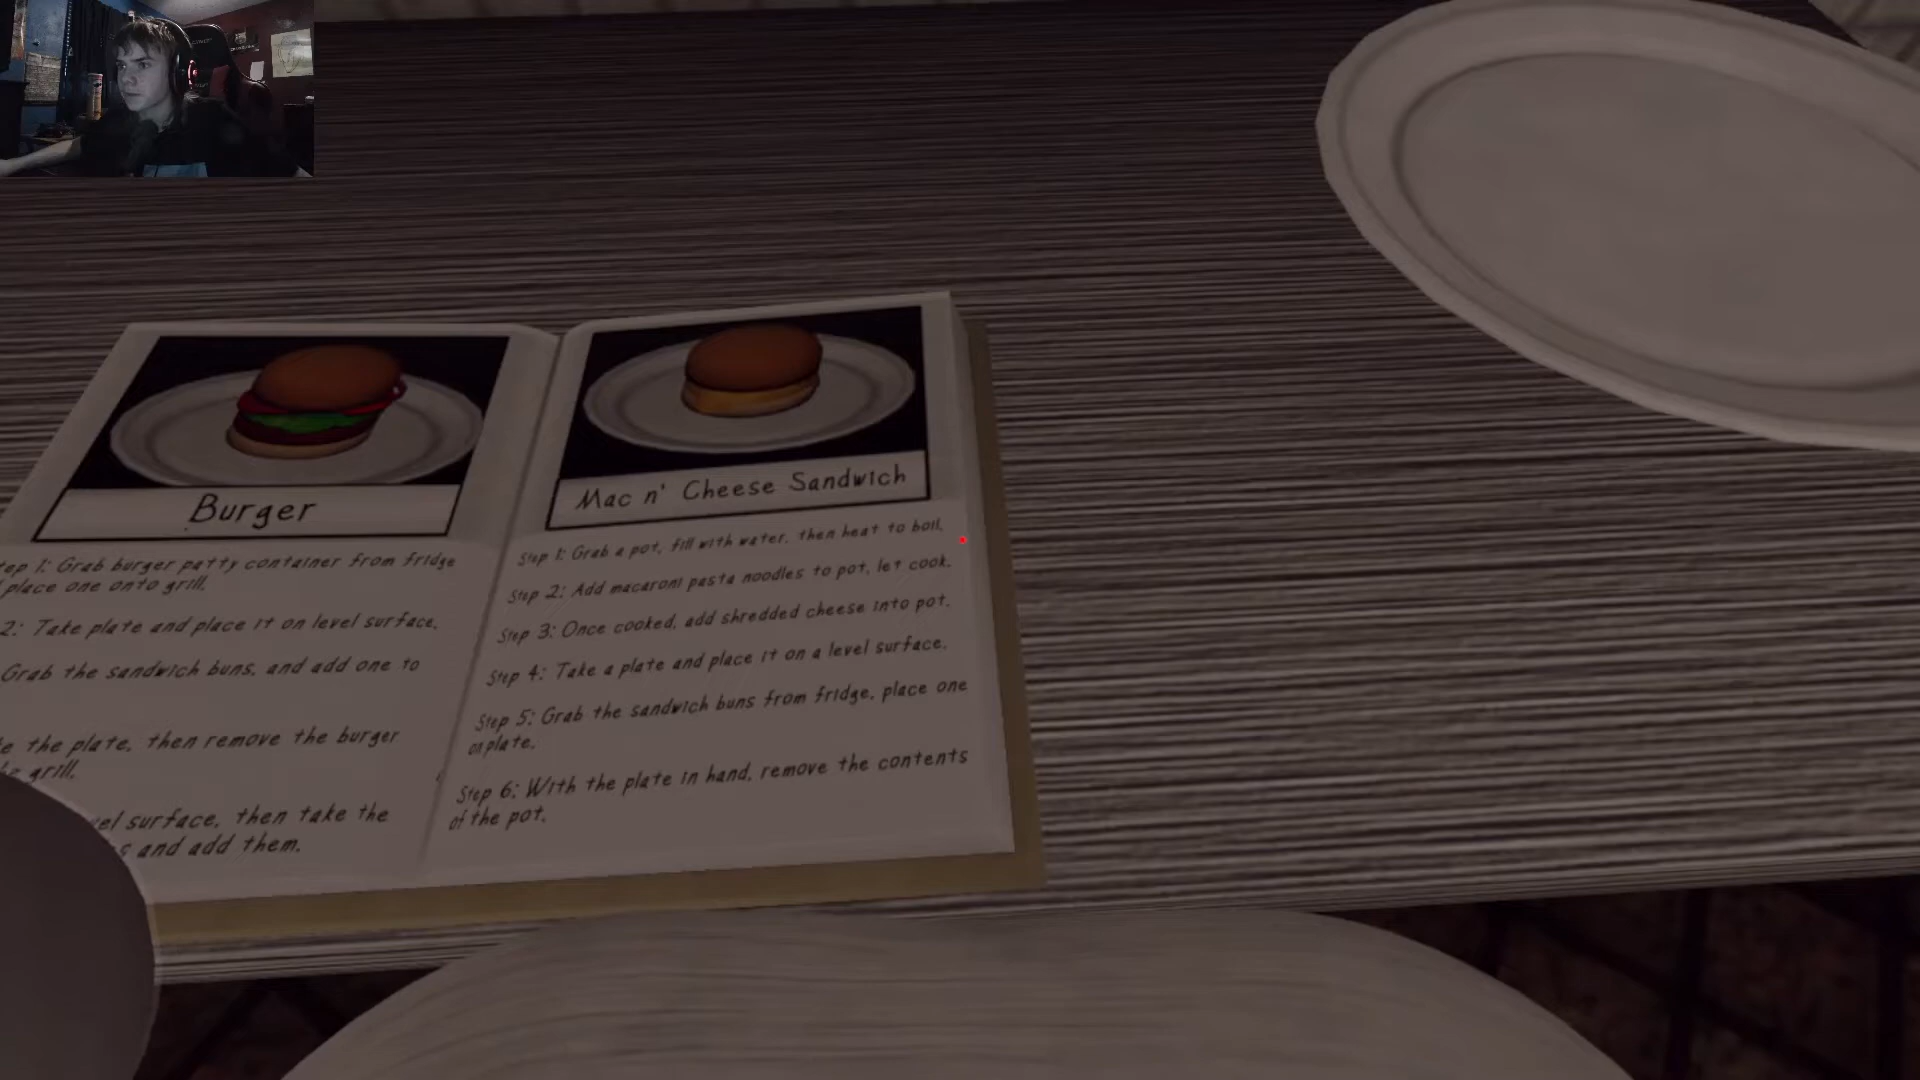 Burger
Step 1: Grab burger patty container from fridge
place one onto grill.
2: Take plate and place it on level surface.
Grab the sandwich buns, and add one to
the plate, then remove the burger
grill.
surface, then take the
and add them.
Mac n' Cheese Sandwich
Step 1: Grab a pot, fill with water, then heat to boil.
Step 2: Add macaroni pasta noodles to pot, let cook.
Step 3: Once cooked, add shredded cheese into pot.
Step 4: Take a plate and place it on a level surface.
Step 5: Grab the sandwich buns from fridge, place one
on plate.
Step 6: With the plate in hand, remove the contents
of the pot.